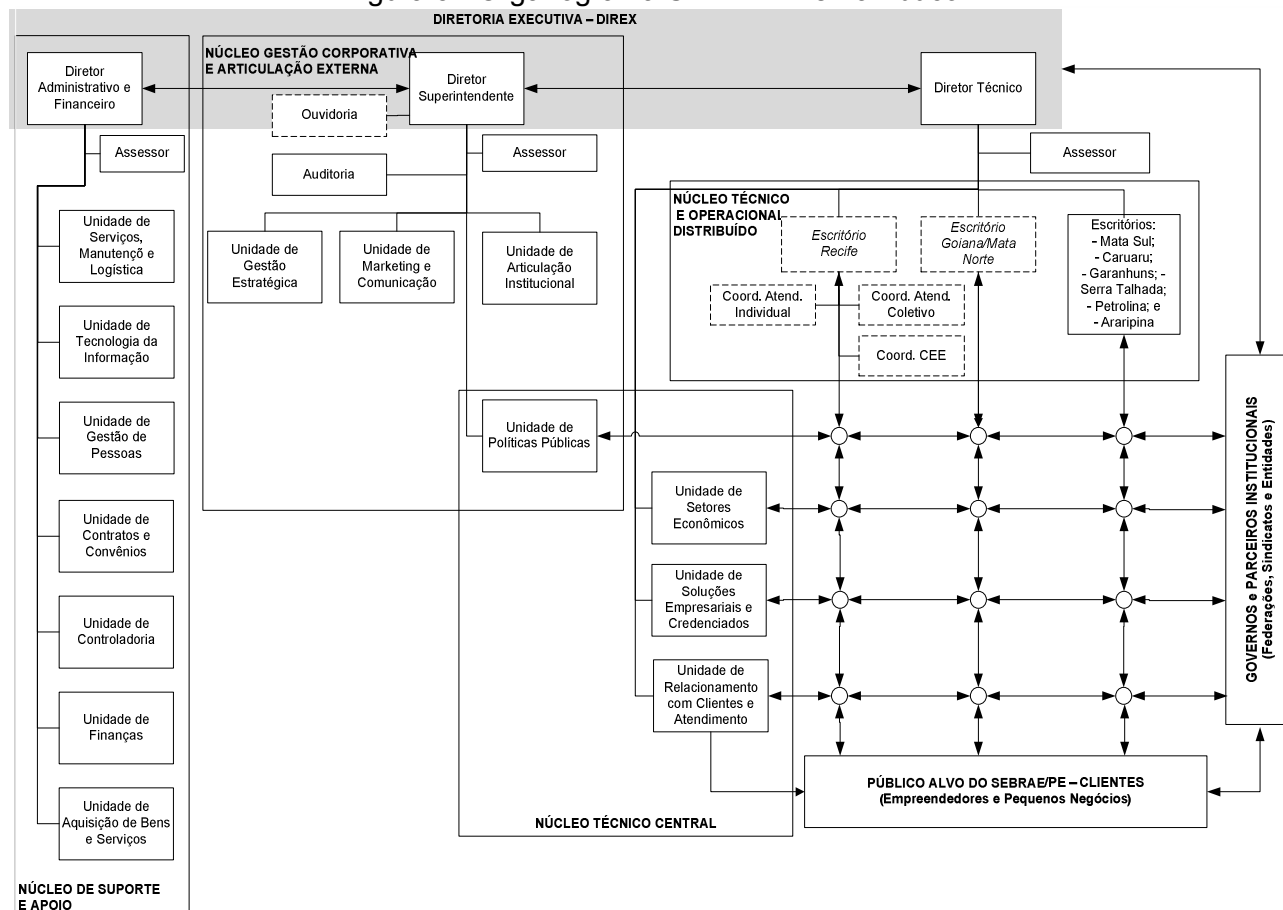 DIRETORIA EXECUTIVA – DIREX
NÚCLEO GESTÃO CORPORATIVA
E ARTICULAÇÃO EXTERNA
Diretor
Administrativo e
Financeiro
Diretor
Superintendente
Diretor Técnico
Ouvidoria
Assessor
Assessor
Assessor
Auditoria
NÚCLEO TÉCNICO
E OPERACIONAL
DISTRIBUÍDO
Unidade de
Serviços,
Manutençõ e
Logística
Unidade de
Gestão
Estratégica
Unidade de
Marketing e
Comunicação
Unidade de
Articulação
Institucional
Escritório
Recife
Escritório
Goiana/Mata
Norte
Escritórios:
- Mata Sul;
- Caruaru;
- Garanhuns; -
Serra Talhada;
- Petrolina; e
- Araripina
Coord. Atend.
Individual
Coord. Atend.
Coletivo
Coord. CEE
Unidade de
Tecnologia da
Informação
Unidade de
Gestão de
Pessoas
Unidade de
Contratos e
Convênios
Unidade de
Controladoria
Unidade de
Finanças
Unidade de
Aquisição de Bens
e Serviços
NÚCLEO DE SUPORTE
E APOIO
Unidade de
Políticas Públicas
Unidade de
Setores
Econômicos
Unidade de
Soluções
Empresariais e
Credenciados
Unidade de
Relacionamento
com Clientes e
Atendimento
NÚCLEO TÉCNICO CENTRAL
GOVERNOS e PARCEIROS INSTITUCIONAIS
(Federações, Sindicatos e Entidades)
PÚBLICO ALVO DO SEBRAE/PE – CLIENTES
(Empreendedores e Pequenos Negócios)